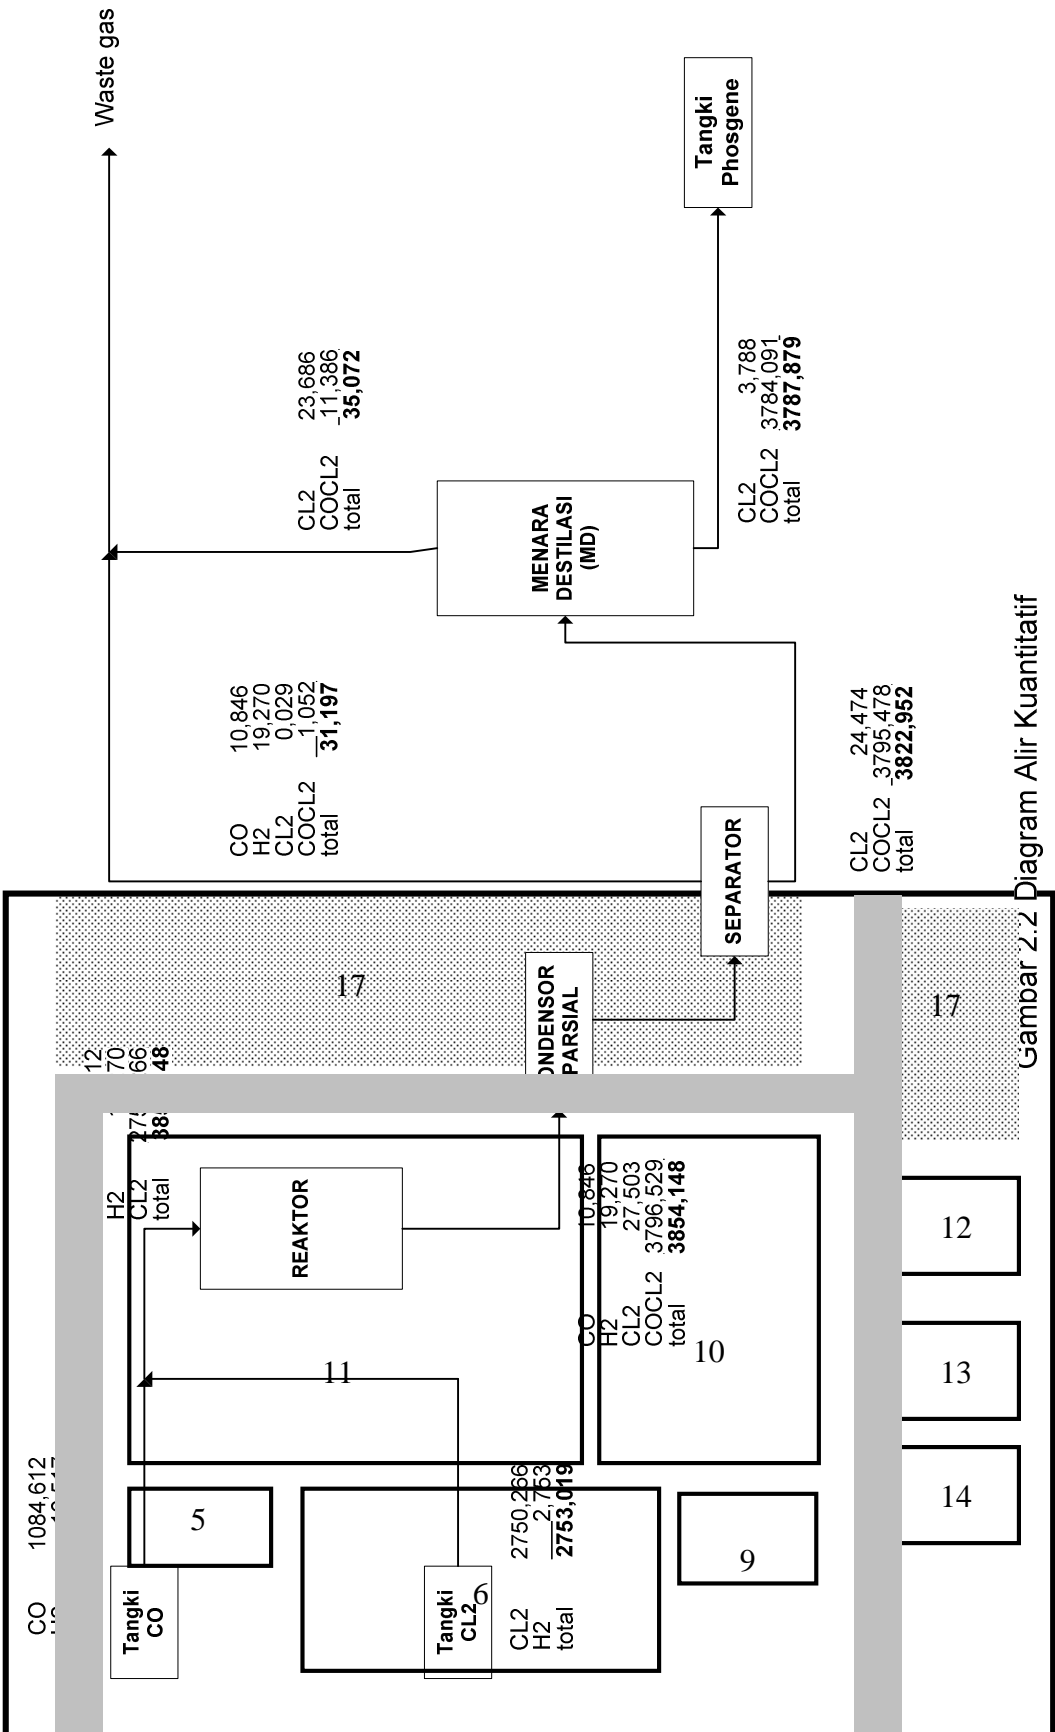 Waste gas
Tangki
Phosgene
CL2 23,686
COCL2 11,386
total 35,072
CL2 3,788
COCL2 3784,091
total 3787,879
MENARA
DESTILASI
(MD)
CO 10,846
H2 19,270
CL2 0,029
COCL2 1,052
total 31,197
CL2 24,474
COCL2 3795,478
total 3822,952
SEPARATOR
ONDENSOR
PARSIAL
17
17
12
H2 70
CL2 66
total 48
REAKTOR
CO 10,846
H2 19,270
CL2 27,503
COCL2 3796,529
total 3854,148
10
11
12
13
14
CO 1084,612
5
Tangki
CO
6
Tangki
CL2
CL2 2750,266
H2 2,753
total 2753,019
9
Gambar 2.2 Diagram Alir Kuantitatif